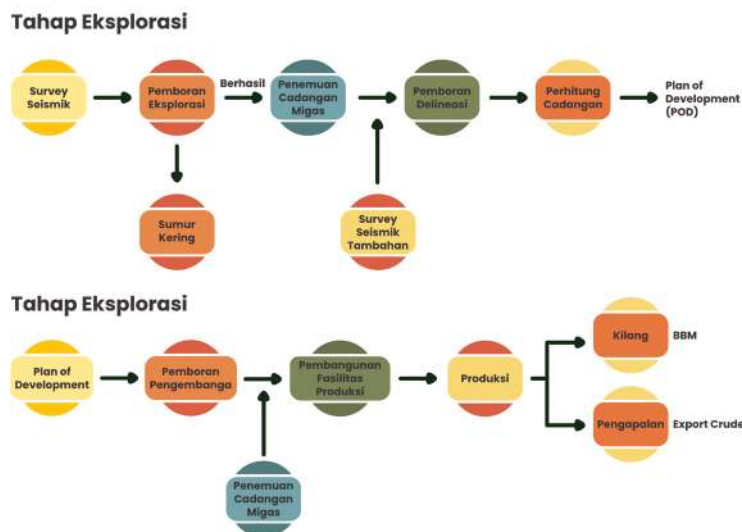 Tahap Eksplorasi
Survey
Seismik
Pemboran
Eksplorasi
Berhasil
Penemuan
Cadangan
Migas
Pemboran
Delineasi
Perhitung
Cadangan
Plan of
Development
(POD)
Sumur
Kering
Survey
Seismik
Tambahan
Tahap Eksplorasi
Plan of
Development
Pemboran
Pengembanga
Pembangunan
Fasilitas
Produksi
Produksi
Kilang
BBM
Pengapalan
Export Crude
Penemuan
Cadangan
Migas